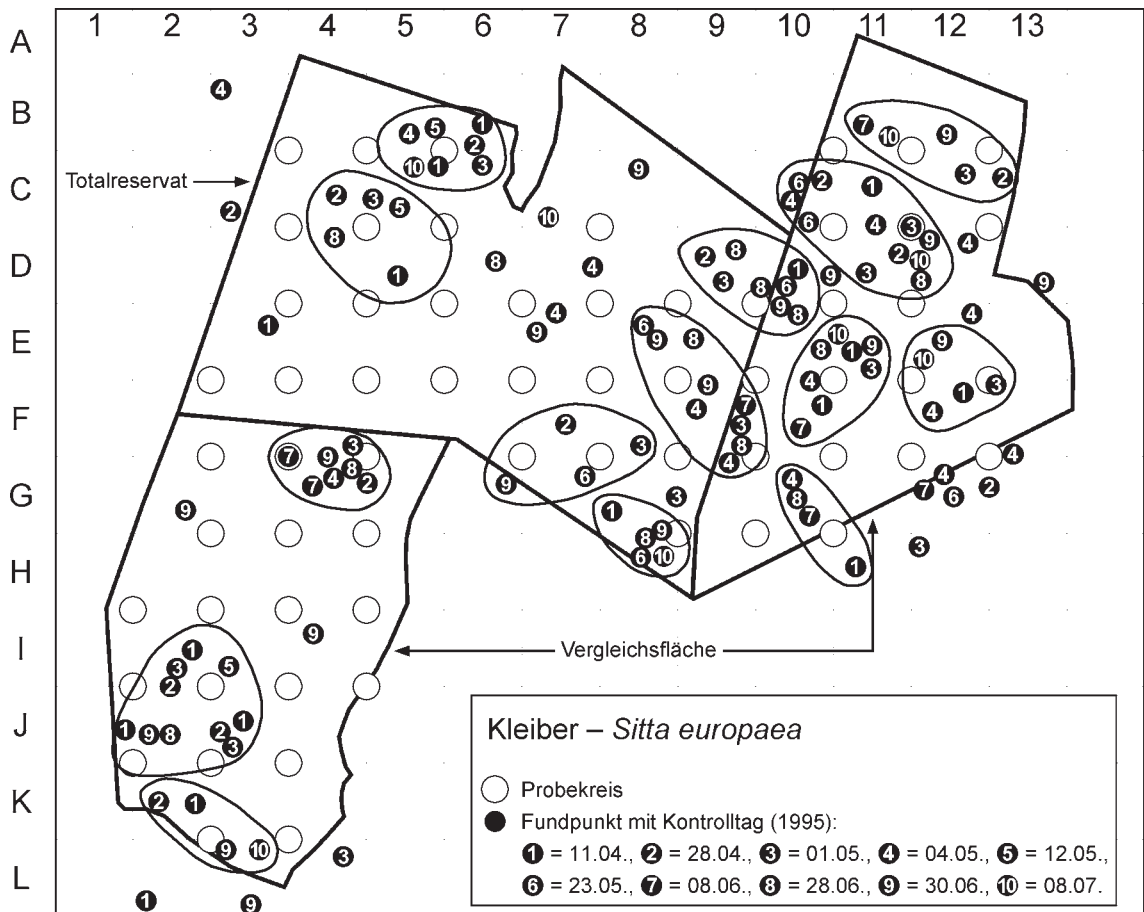 1 2 3 4 5 6 7 8 9 10 11 12 13
A
B
C
D
E
F
G
H
I
J
K
L
Totalreservat
Vergleichsfläche
Kleiber – Sitta europaea
Probekreis
Fundpunkt mit Kontrolltag (1995):
1 = 11.04., 2 = 28.04., 3 = 01.05., 4 = 04.05., 5 = 12.05.,
6 = 23.05., 7 = 08.06., 8 = 28.06., 9 = 30.06., 10 = 08.07.